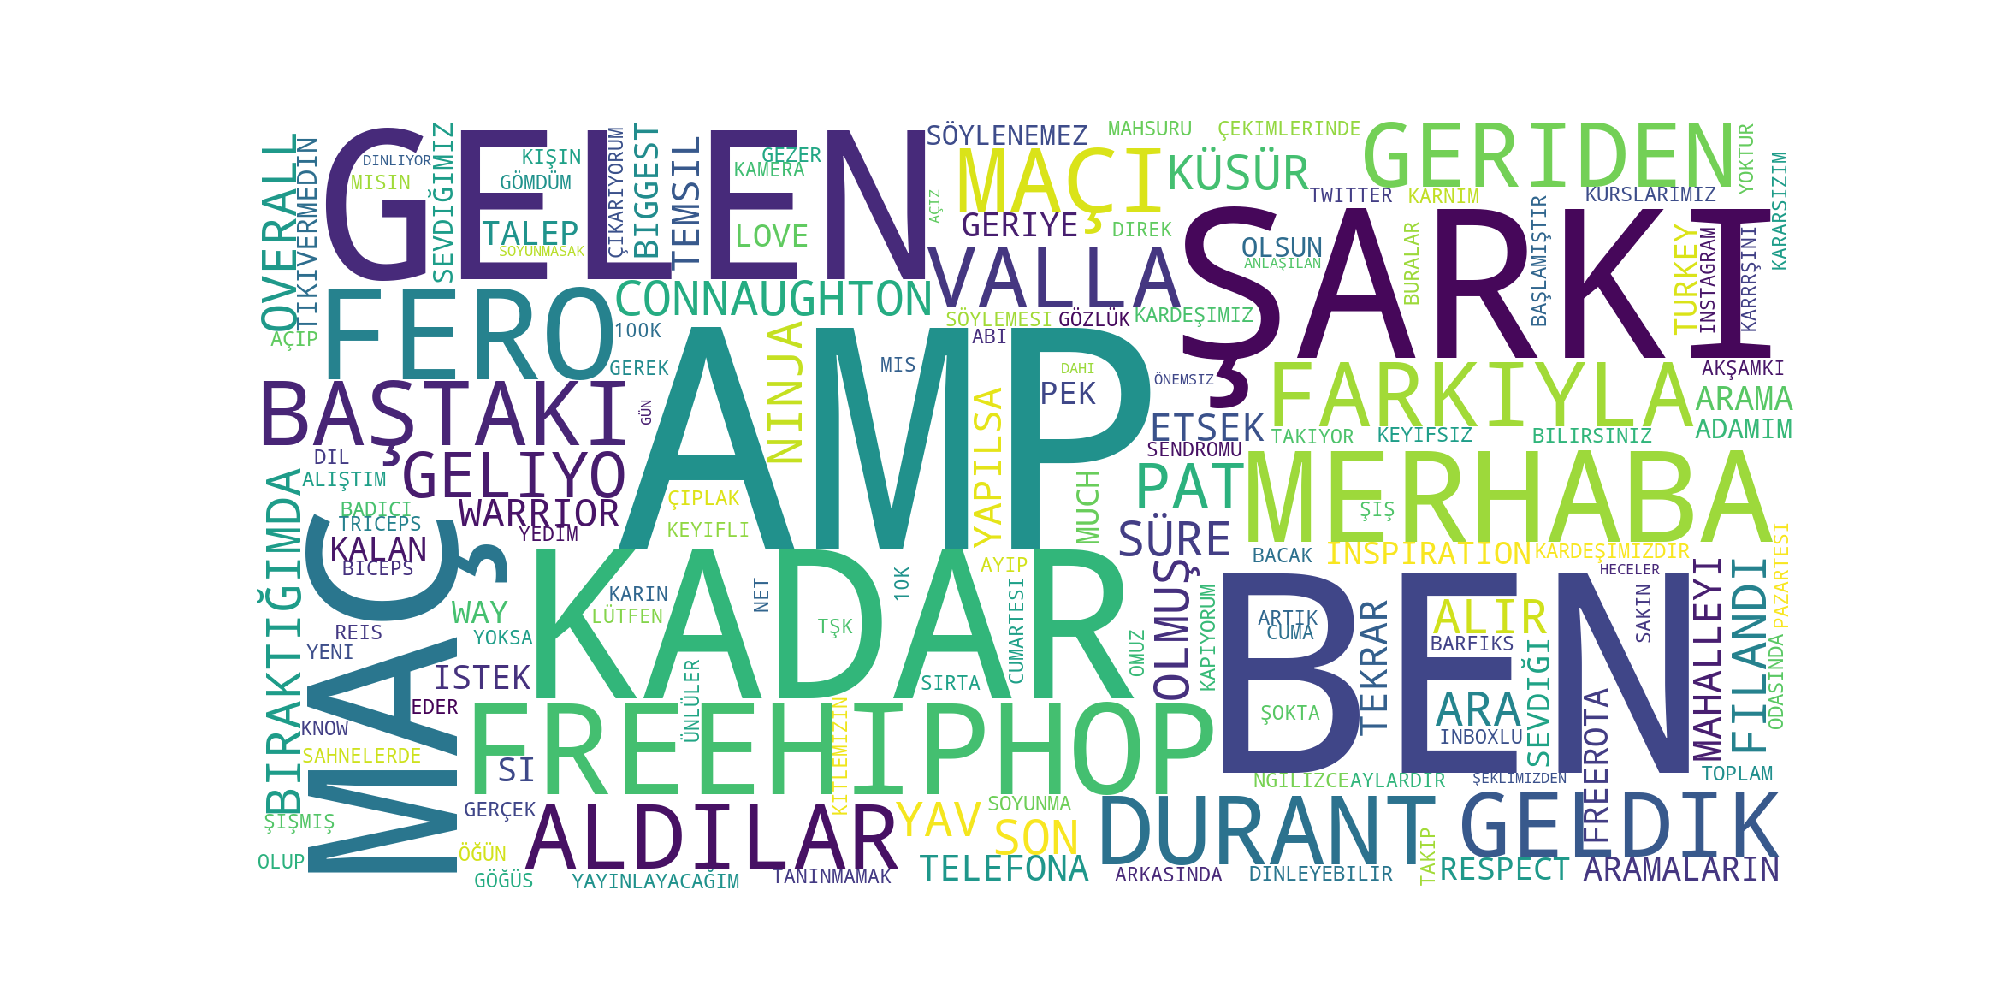 GELEN
ŞARKI
AMP
KADAR
BEN
MAÇ
FERO
FREEHIPHOP
MERHABA
BAŞTAKI
GELIYO
VALLA
MAÇI
GERIDEN
FARKIYLA
DURANT
GELDIK
ALDILAR
KÜSÜR
CONNAUGHTON
SÖYLENEMEZ
MAHSURU
ÇEKIMLERINDE
YOKTUR
KARARSIZIM
OVERALL
TIKIVERMEDIN
DINLIYOR
MISIN
SEVDIĞIMIZ
KIŞIN
GÖMDÜM
TALEP
SOYUNMASAK
ÇIKARIYORUM
BIGGEST
TEMSIL
GEZER
KAMERA
LOVE
AÇIZ
GERIYE
DIREK
TWITTER
KARNIM
KURSLARIMIZ
OLSUN
ANLAŞILAN
BURALAR
BAŞLAMIŞTIR
TURKEY
INSTAGRAM
KARRRŞINI
AÇIP
100K
GEREK
SÖYLEMESI
GÖZLÜK
KARDEŞIMIZ
ABI
MIS
DAHI
ÖNEMSIZ
PEK
AKŞAMKI
ARAMA
ADAMIM
NINJA
GÜN
YAPILSA
ETSEK
TAKIYOR
KEYIFSIZ
BILIRSINIZ
SENDROMU
DIL
ALIŞTIM
WARRIOR
YEDIM
ÇIPLAK
KEYIFLI
MUCH
PAT
SÜRE
ŞIŞ
BADICI
TRICEPS
KALAN
BICEPS
BIRAKTIĞIMDA
BACAK
INSPIRATION
KARDEŞIMIZDIR
HECELER
PAZARTESI
AYIP
OLMUŞ
WAY
YOKSA
KARIN
LÜTFEN
NET
10K
TŞK
CUMARTESI
OMUZ
KAPIYORUM
ARTIK
CUMA
ALIR
BARFIKS
SAKIN
MAHALLEYI
FILANDI
ODASINDA
REIS
YENI
ISTEK
EDER
ÜNLÜLER
SIRTA
TEKRAR
ŞOKTA
ARA
INBOXLU
SEVDIĞI
FREEROTA
KNOW
SAHNELERDE
SI
KITLEMIZIN
NGILIZCE
AYLARDIR
ŞEKLIMIZDEN
TOPLAM
ŞIŞMIŞ
GERÇEK
OLUP
ÖĞÜN
GÖĞÜS
YAYINLAYACAĞIM
TANINMAMAK
YAV
SOYUNMA
SON
TELEFONA
ARKASINDA
DINLEYEBILIR
TAKIP
RESPECT
ARAMALARIN